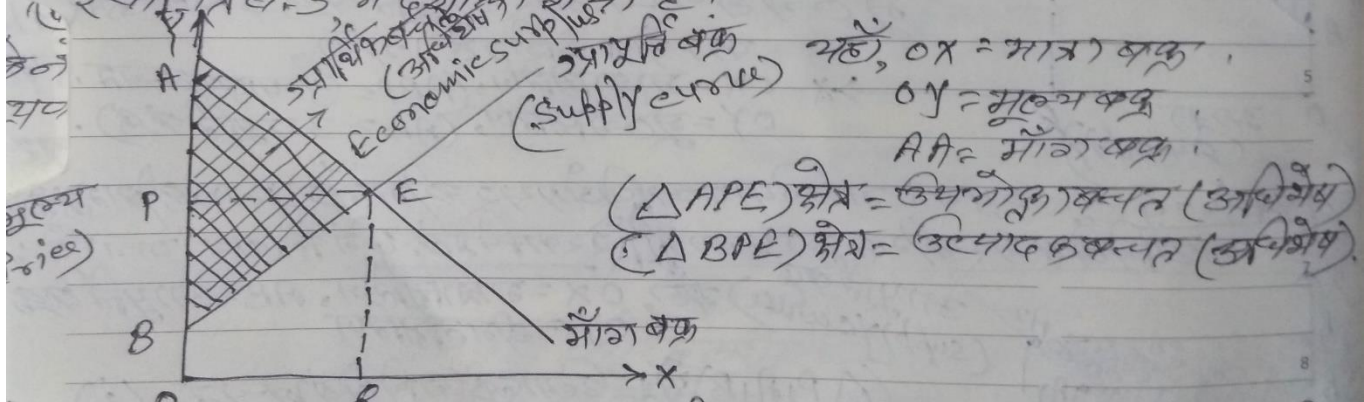 Y
A
आर्थिक बचत
(अधिशेष)
Economic surplus
आपूर्ति वक्र
(supply curve)
यहाँ, OX = मात्रा वक्र.
OY = मूल्य वक्र
AA = माँग वक्र.
मूल्य
P
E
(△APE) क्षेत्र = उपभोक्ता बचत (अधिशेष)
(△BPE) क्षेत्र = उत्पादक बचत (अधिशेष).
B
माँग वक्र
X